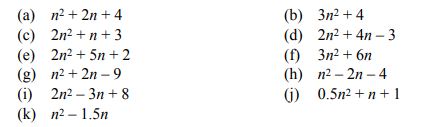 (a) n² + 2n + 4 (b) 3n² + 4
(c) 2n² + n + 3 (d) 2n² + 4n – 3
(e) 2n² + 5n + 2 (f) 3n² + 6n
(g) n² + 2n – 9 (h) n² – 2n – 4
(i) 2n² – 3n + 8 (j) 0.5n² + n + 1
(k) n² – 1.5n